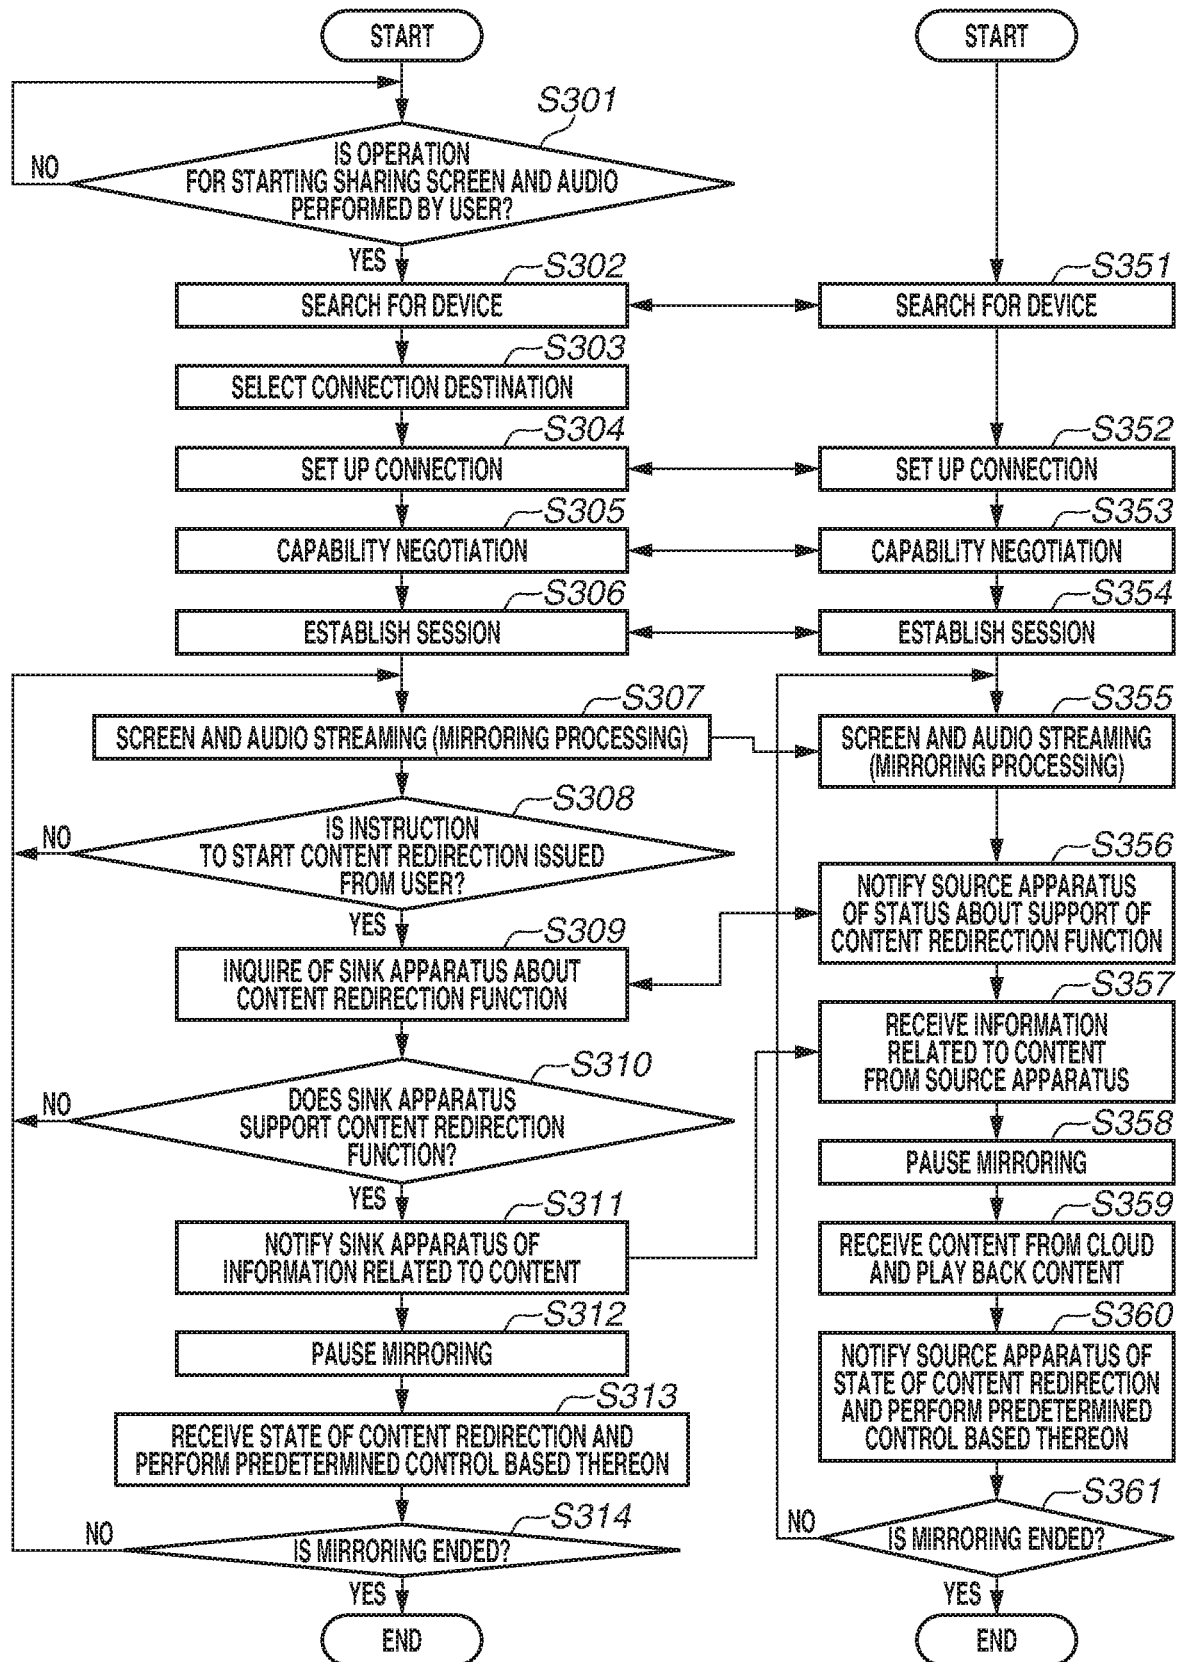 START
S301
IS OPERATION
FOR STARTING SHARING SCREEN AND AUDIO
PERFORMED BY USER?
NO
YES
S302
SEARCH FOR DEVICE
S303
SELECT CONNECTION DESTINATION
S304
SET UP CONNECTION
S305
CAPABILITY NEGOTIATION
S306
ESTABLISH SESSION
S307
SCREEN AND AUDIO STREAMING (MIRRORING PROCESSING)
S308
IS INSTRUCTION
TO START CONTENT REDIRECTION ISSUED
FROM USER?
NO
YES
S309
INQUIRE OF SINK APPARATUS ABOUT
CONTENT REDIRECTION FUNCTION
S310
DOES SINK APPARATUS
SUPPORT CONTENT REDIRECTION
FUNCTION?
NO
YES
S311
NOTIFY SINK APPARATUS OF
INFORMATION RELATED TO CONTENT
S312
PAUSE MIRRORING
S313
RECEIVE STATE OF CONTENT REDIRECTION AND
PERFORM PREDETERMINED CONTROL BASED THEREON
S314
IS MIRRORING ENDED?
NO
YES
END
START
S351
SEARCH FOR DEVICE
S352
SET UP CONNECTION
S353
CAPABILITY NEGOTIATION
S354
ESTABLISH SESSION
S355
SCREEN AND AUDIO STREAMING
(MIRRORING PROCESSING)
S356
NOTIFY SOURCE APPARATUS
OF STATUS ABOUT SUPPORT OF
CONTENT REDIRECTION FUNCTION
S357
RECEIVE INFORMATION
RELATED TO CONTENT
FROM SOURCE APPARATUS
S358
PAUSE MIRRORING
S359
RECEIVE CONTENT FROM CLOUD
AND PLAY BACK CONTENT
S360
NOTIFY SOURCE APPARATUS OF
STATE OF CONTENT REDIRECTION
AND PERFORM PREDETERMINED
CONTROL BASED THEREON
S361
IS MIRRORING ENDED?
NO
YES
END